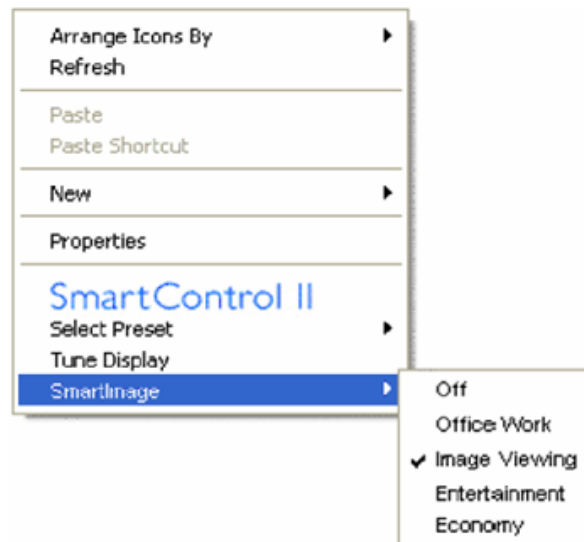 Arrange Icons By
Refresh
Paste
Paste Shortcut
New
Properties
SmartControl II
Select Preset
Tune Display
SmartImage
Off
Office Work
Image Viewing
Entertainment
Economy